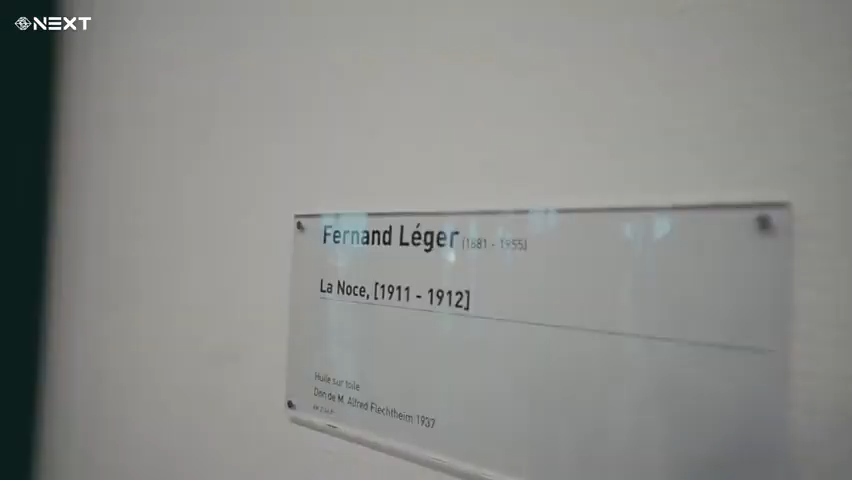 NEXT
Fernand Léger (1881 - 1955)
La Noce, [1911 - 1912]
Huile sur toile
Don de M. Alfred Flechtheim 1937